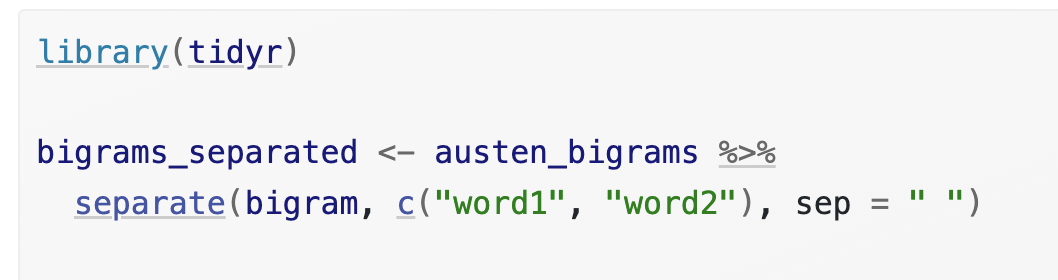 library(tidyr)
bigrams_separated <- austen_bigrams %>%
separate(bigram, c("word1", "word2"), sep = " ")